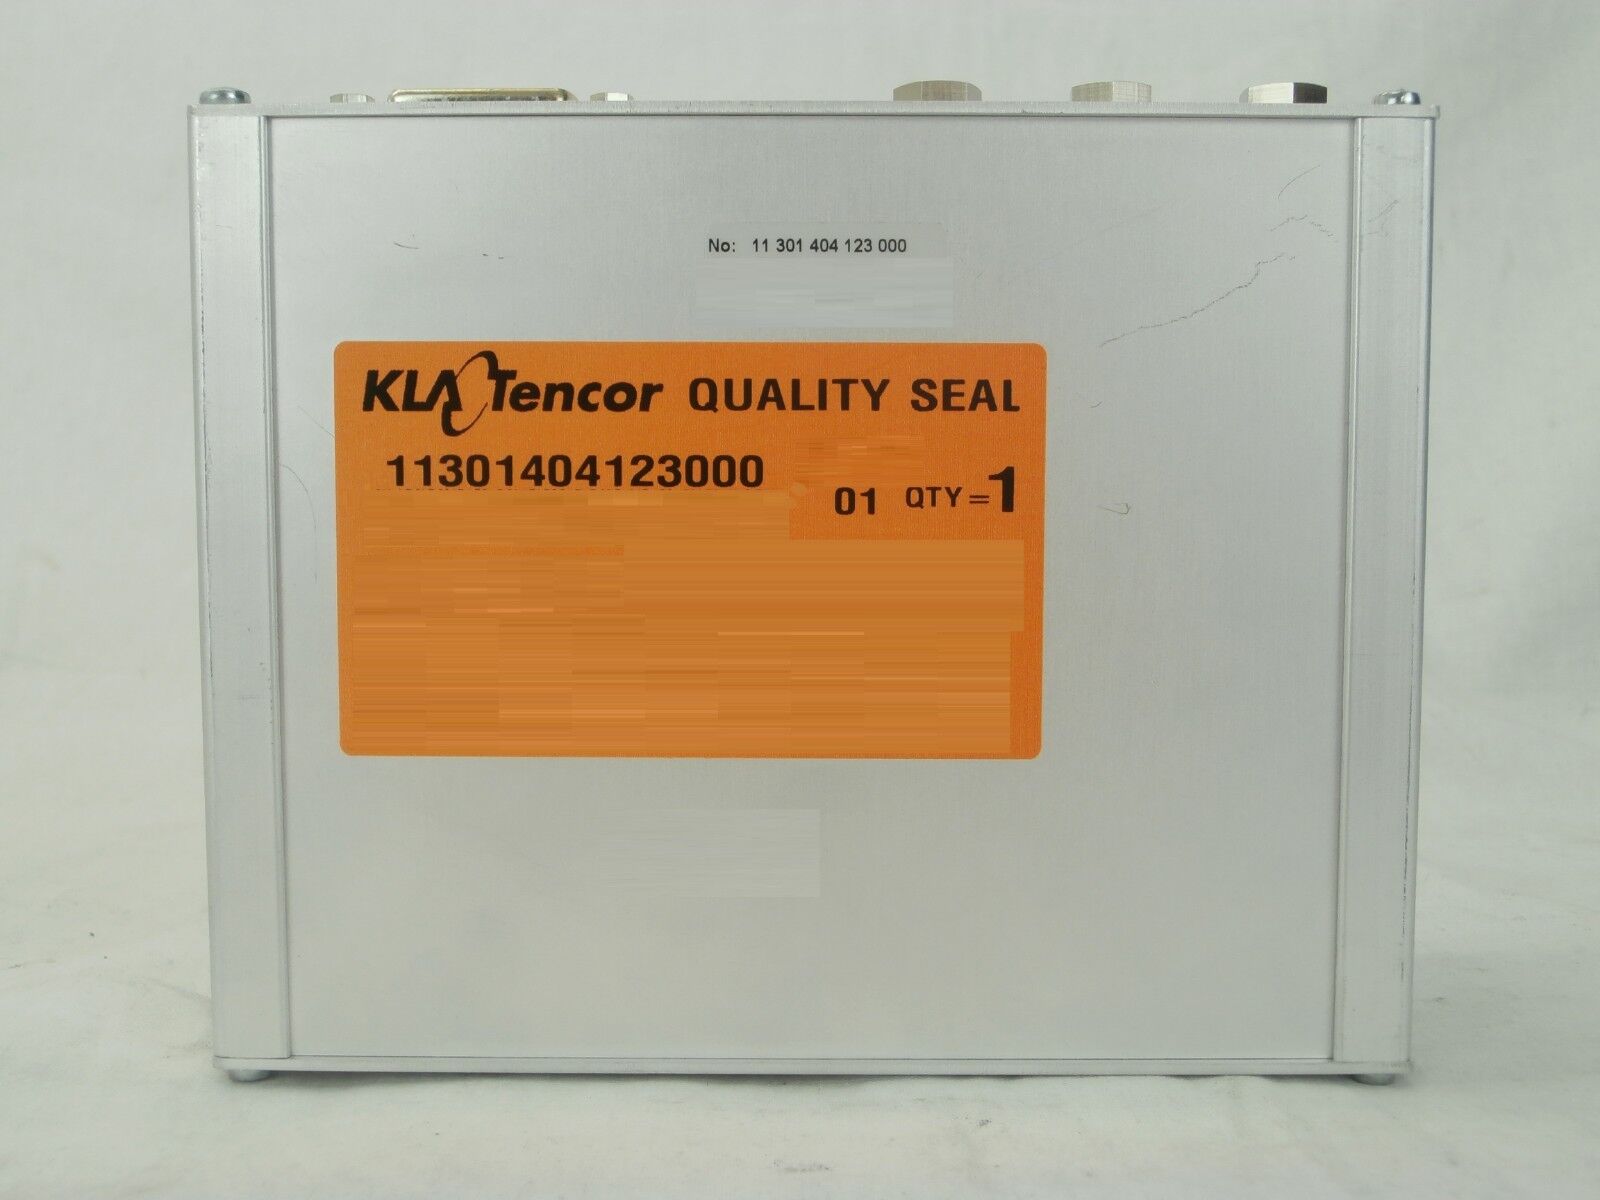 No: 11 301 404 123 000
KLA Tencor QUALITY SEAL
11301404123000
01 QTY=1